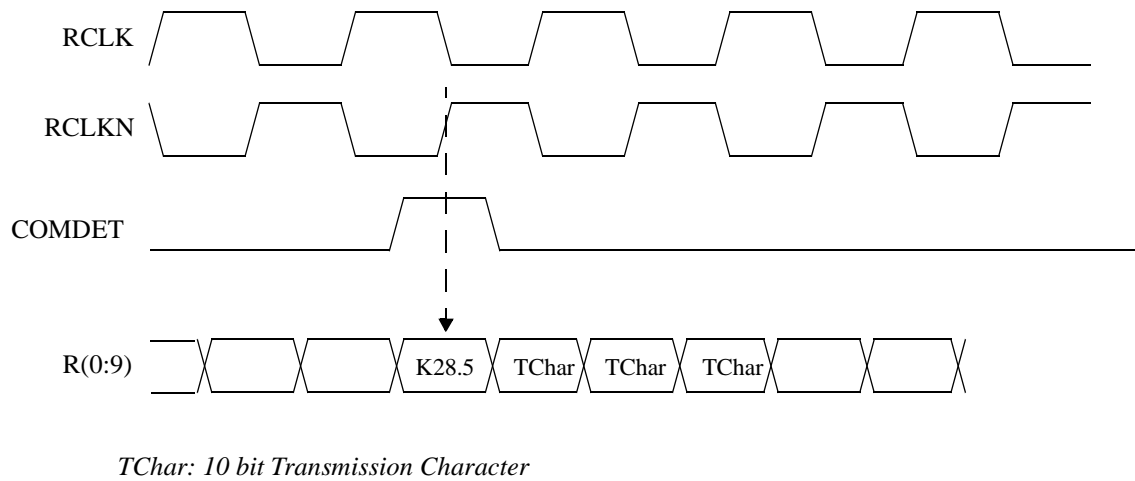 RCLK
RCLKN
COMDET
R(0:9)
K28.5 TChar TChar TChar
TChar: 10 bit Transmission Character